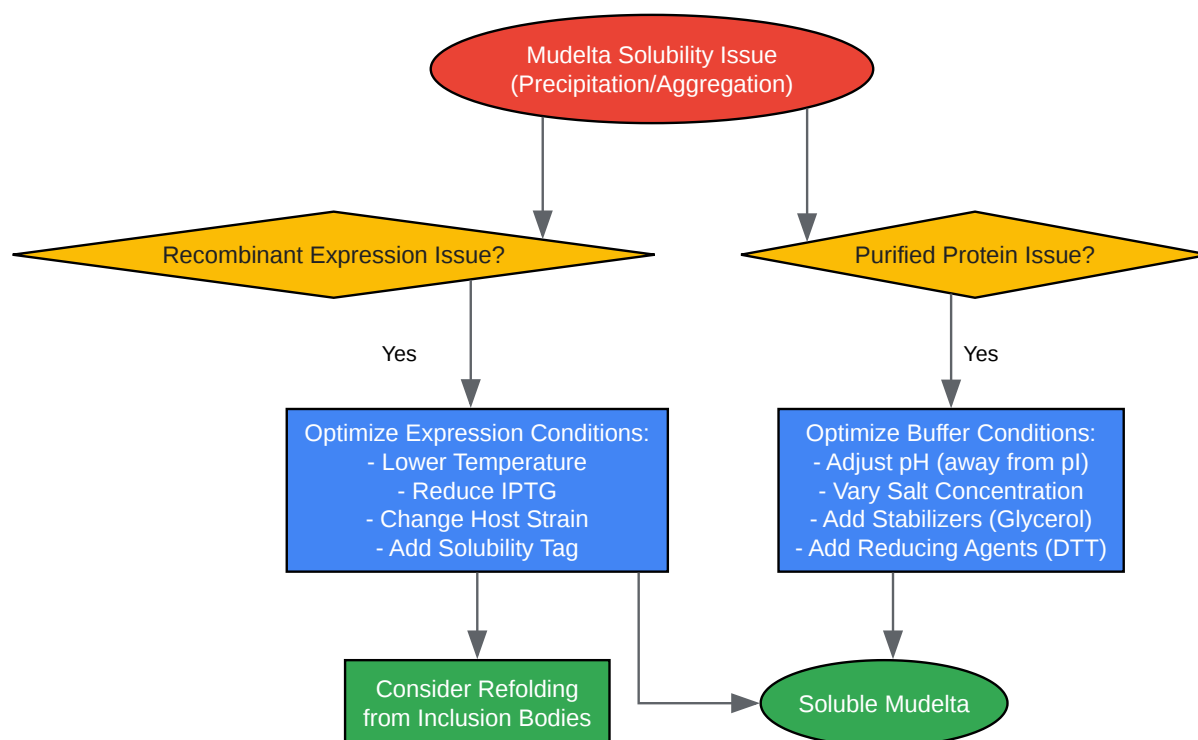 Mudelta Solubility Issue
(Precipitation/Aggregation)
Recombinant Expression Issue?
Purified Protein Issue?
Yes
Yes
Optimize Expression Conditions:
- Lower Temperature
- Reduce IPTG
- Change Host Strain
- Add Solubility Tag
Optimize Buffer Conditions:
- Adjust pH (away from pI)
- Vary Salt Concentration
- Add Stabilizers (Glycerol)
- Add Reducing Agents (DTT)
Consider Refolding
from Inclusion Bodies
Soluble Mudelta